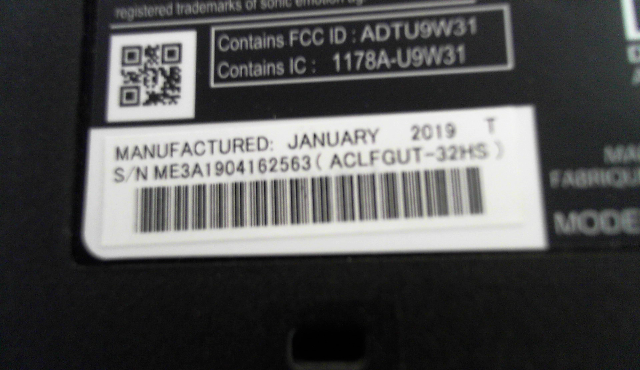 registered trademarks of sonic emotion ag.
Contains FCC ID : ADTU9W31
Contains IC : 1178A-U9W31
MANUFACTURED: JANUARY 2019 T
S/N ME3A1904162563( ACLFGUT-32HS )